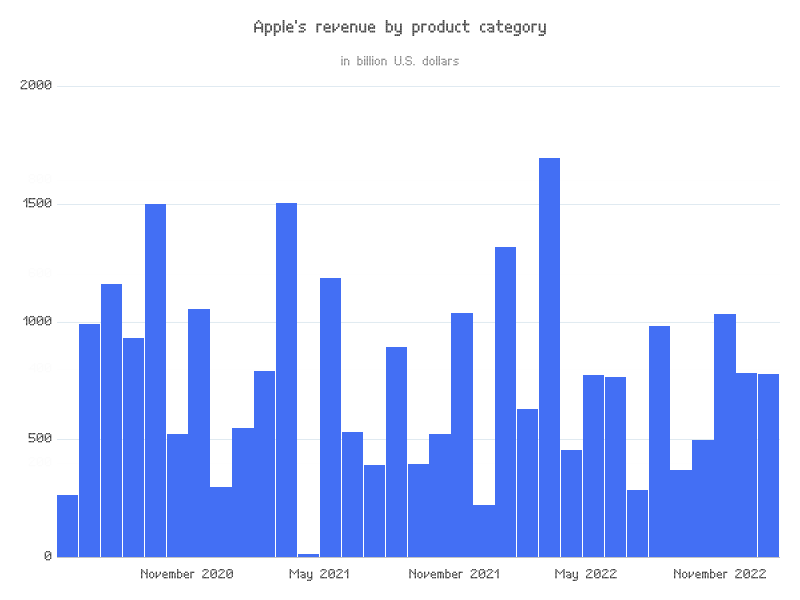 Apple's revenue by product category
in billion U.S. dollars
2000
1500
1000
500
0
November 2020 May 2021 November 2021 May 2022 November 2022